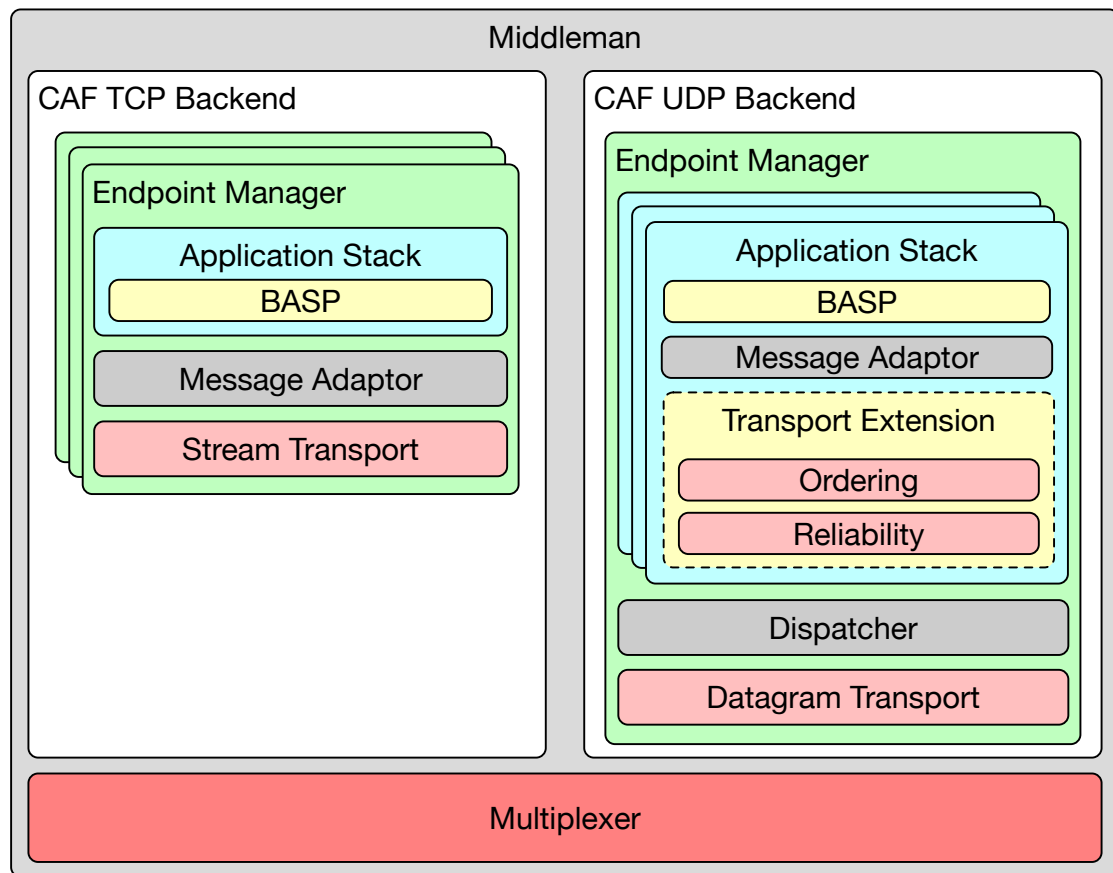 Middleman
CAF TCP Backend
Endpoint Manager
Application Stack
BASP
Message Adaptor
Stream Transport
CAF UDP Backend
Endpoint Manager
Application Stack
BASP
Message Adaptor
Transport Extension
Ordering
Reliability
Dispatcher
Datagram Transport
Multiplexer